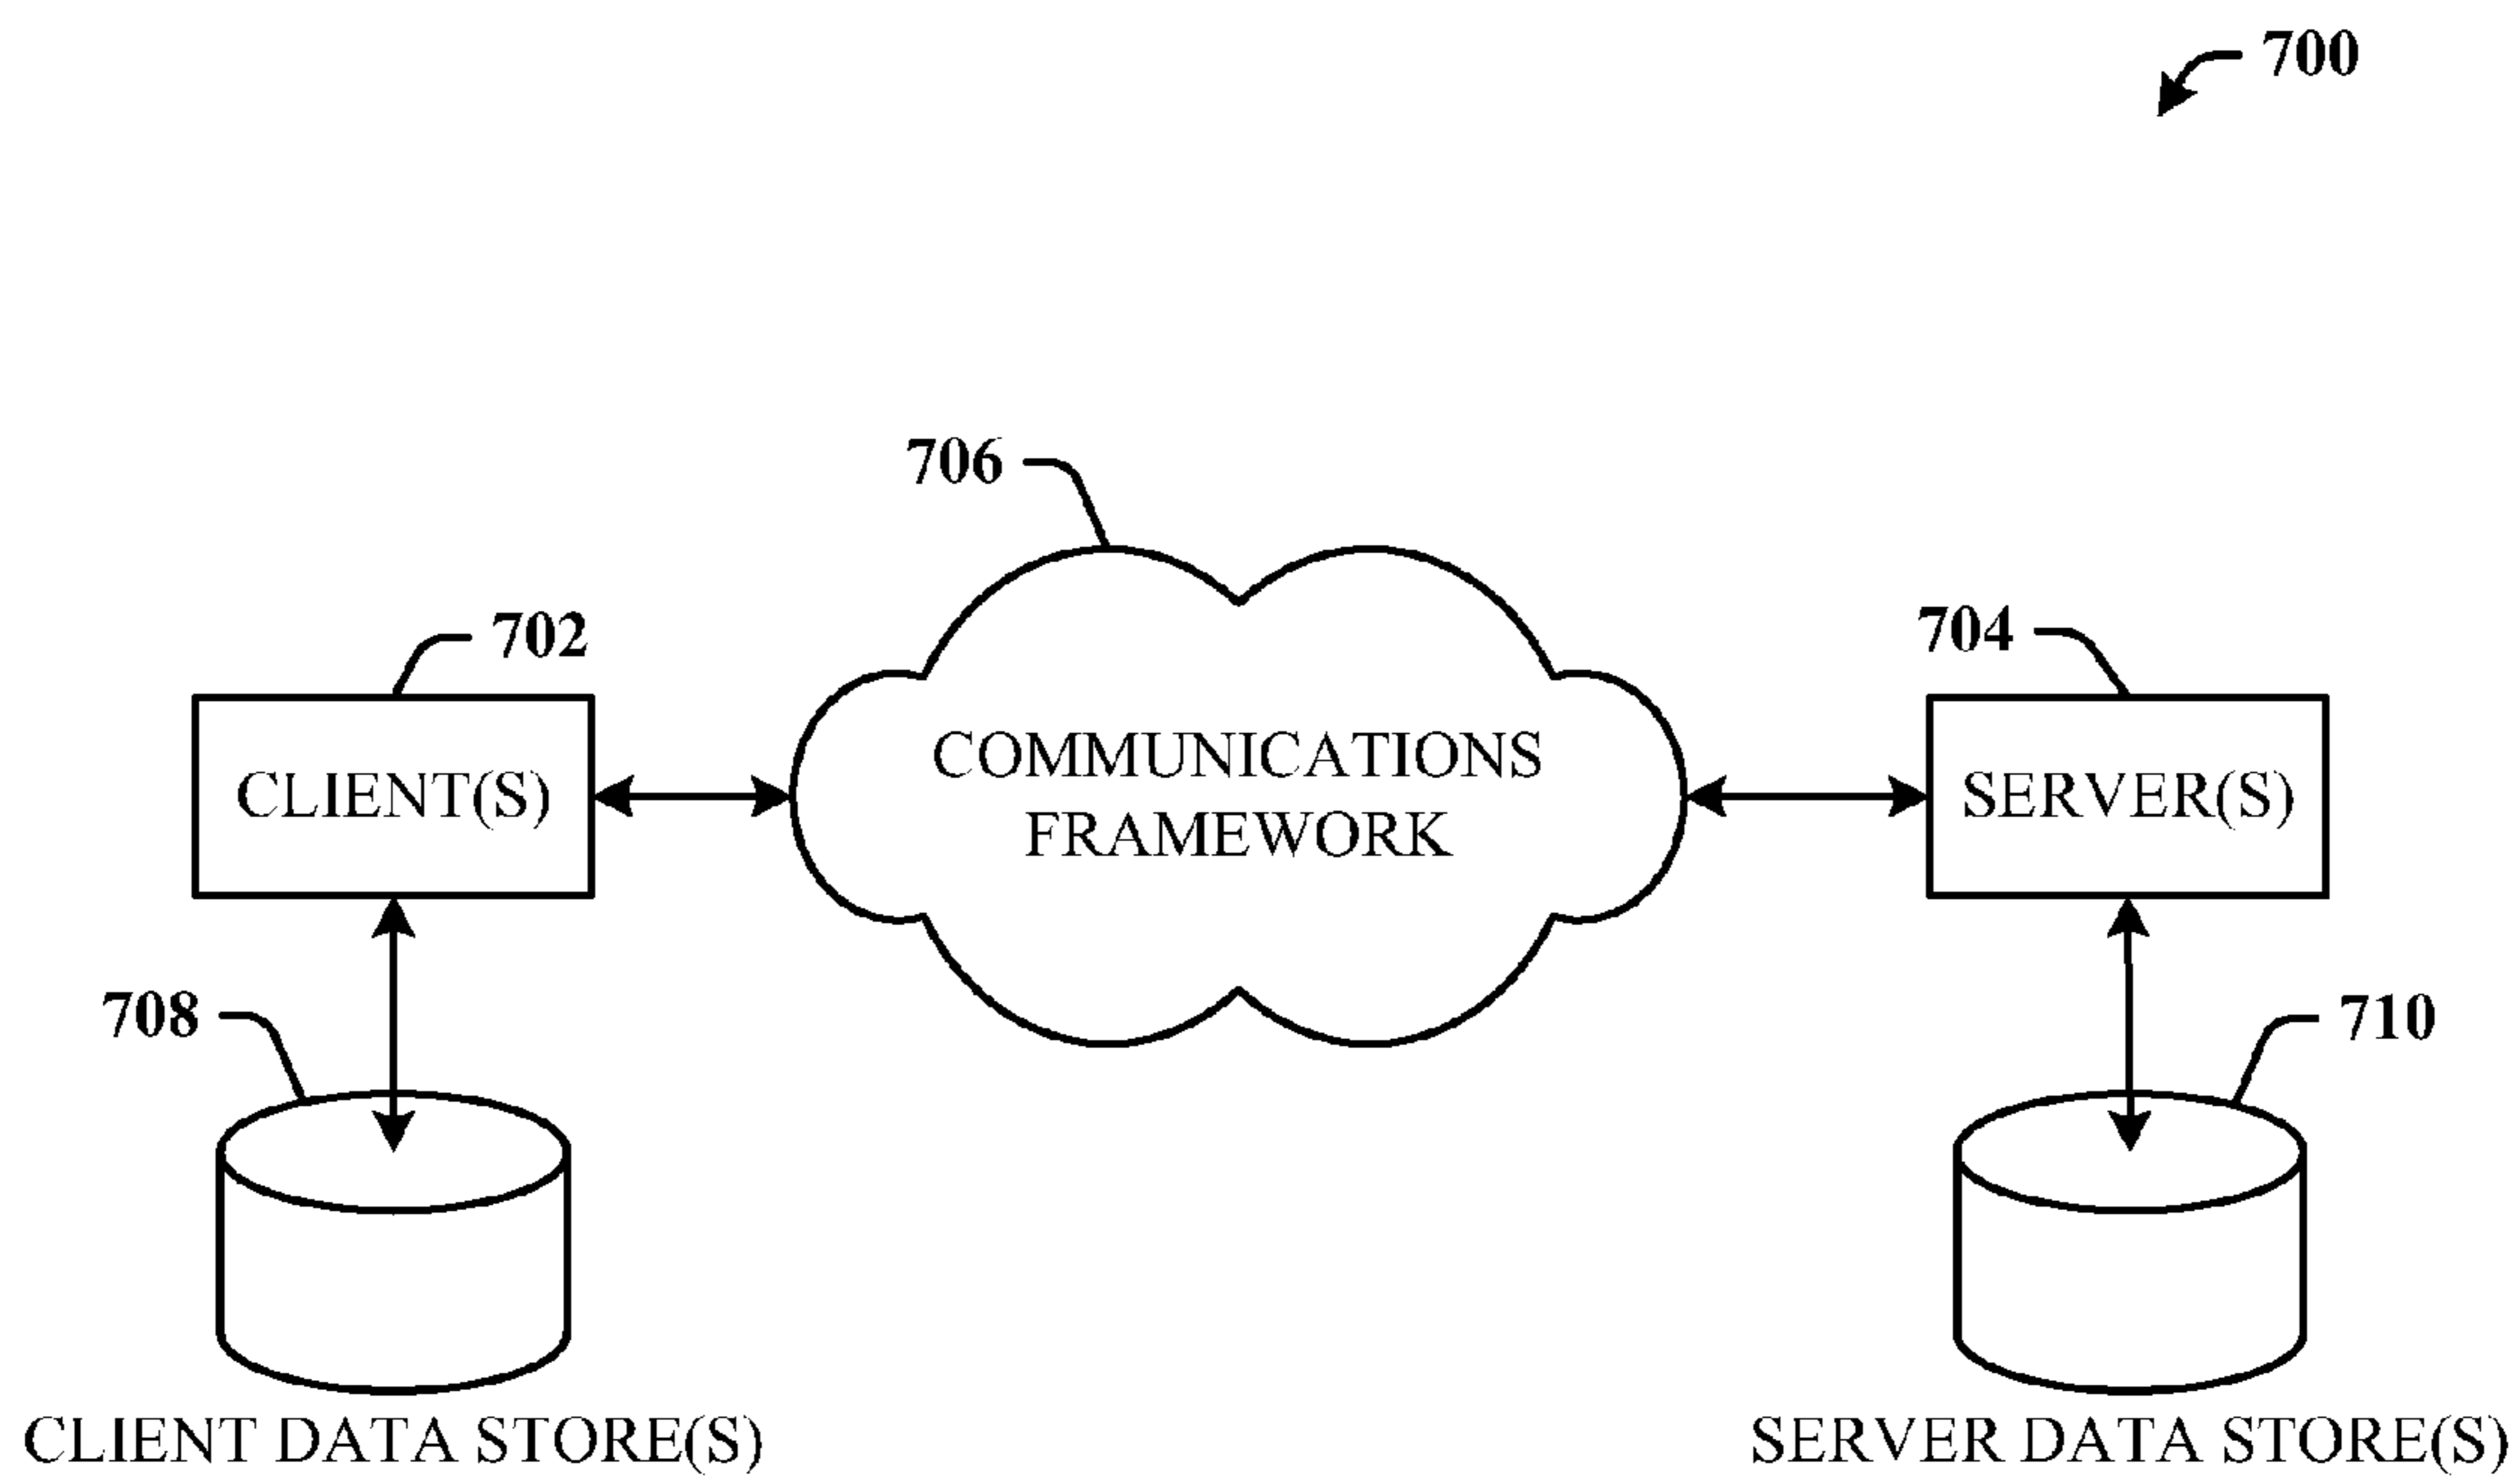 700
706
702
704
CLIENT(S)
COMMUNICATIONS
FRAMEWORK
SERVER(S)
708
710
CLIENT DATA STORE(S)
SERVER DATA STORE(S)